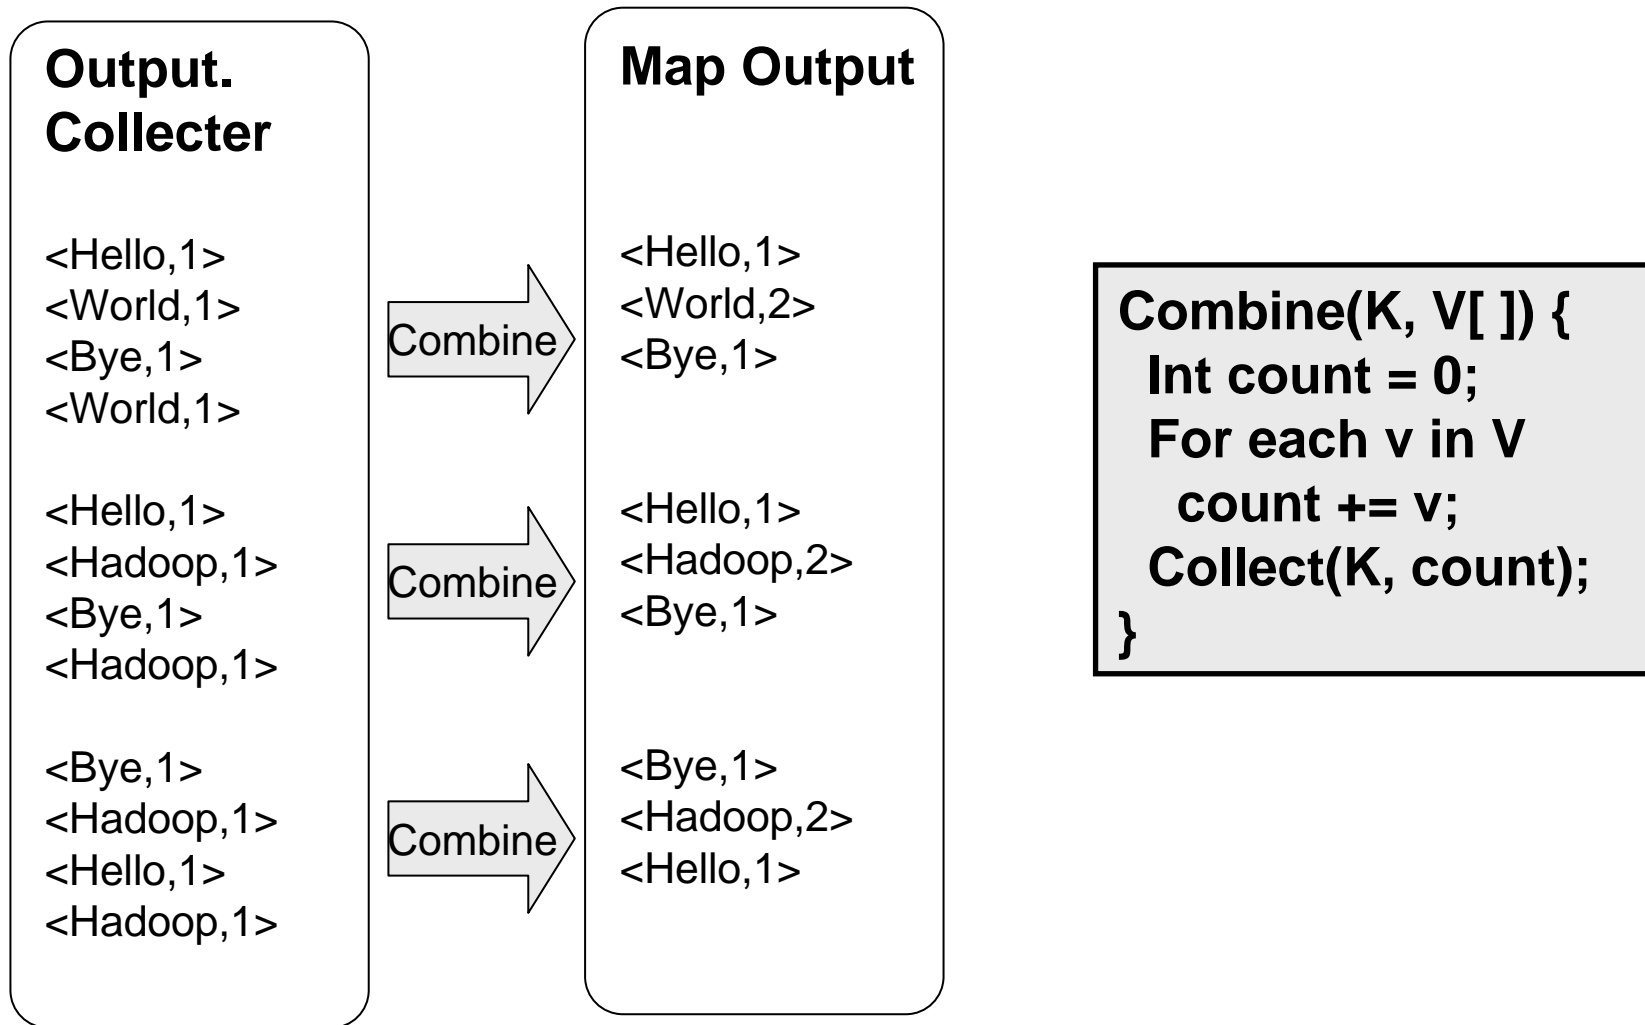 Output.
Collecter
<Hello,1>
<World,1>
<Bye,1>
<World,1>
<Hello,1>
<Hadoop,1>
<Bye,1>
<Hadoop,1>
<Bye,1>
<Hadoop,1>
<Hello,1>
<Hadoop,1>
Combine
Combine
Combine
Map Output
<Hello,1>
<World,2>
<Bye,1>
<Hello,1>
<Hadoop,2>
<Bye,1>
<Bye,1>
<Hadoop,2>
<Hello,1>
Combine(K, V[ ]) {
Int count = 0;
For each v in V
count += v;
Collect(K, count);
}